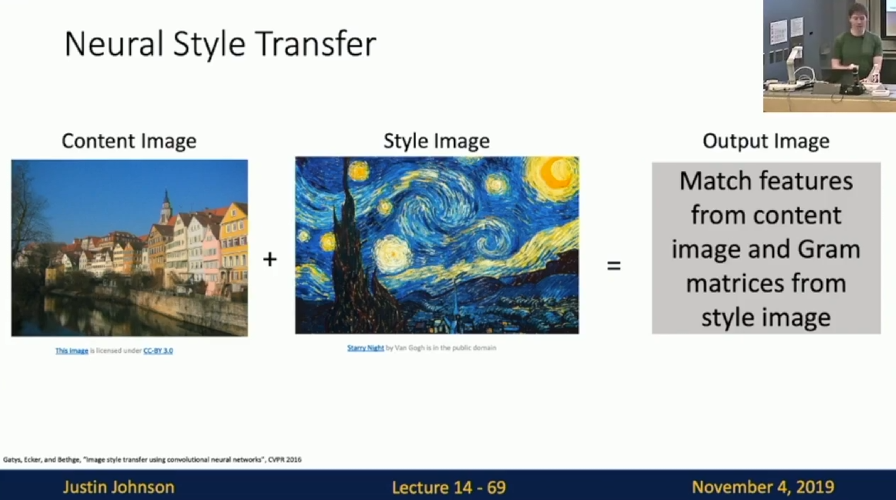 Neural Style Transfer
Content Image
Style Image
Output Image
+
=
Match features
from content
image and Gram
matrices from
style image
This image is licensed under CC-BY 3.0
Starry Night by Van Gogh is in the public domain
Gatys, Ecker, and Bethge, "Image style transfer using convolutional neural networks", CVPR 2016
Justin Johnson
Lecture 14 - 69
November 4, 2019